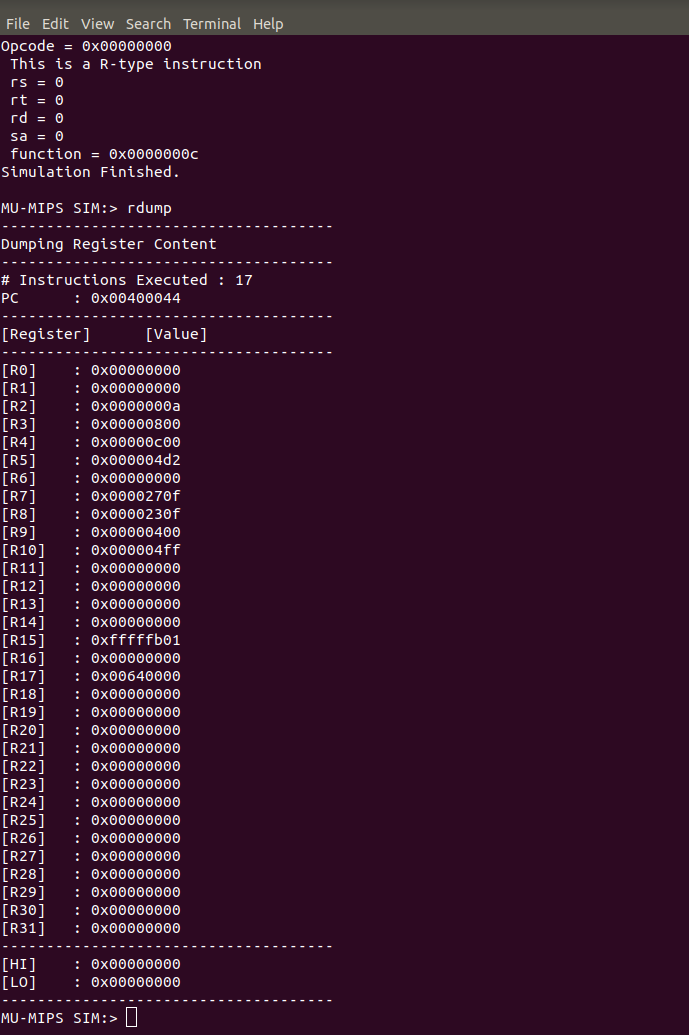 File Edit View Search Terminal Help
Opcode = 0x00000000
 This is a R-type instruction
 rs = 0
 rt = 0
 rd = 0
 sa = 0
 function = 0x0000000c
Simulation Finished.

MU-MIPS SIM:> rdump
-------------------------------------
Dumping Register Content
-------------------------------------
# Instructions Executed : 17
PC      : 0x00400044
-------------------------------------
[Register]      [Value]
-------------------------------------
[R0]    : 0x00000000
[R1]    : 0x00000000
[R2]    : 0x0000000a
[R3]    : 0x00000800
[R4]    : 0x00000c00
[R5]    : 0x000004d2
[R6]    : 0x00000000
[R7]    : 0x0000270f
[R8]    : 0x0000230f
[R9]    : 0x00000400
[R10]   : 0x000004ff
[R11]   : 0x00000000
[R12]   : 0x00000000
[R13]   : 0x00000000
[R14]   : 0x00000000
[R15]   : 0xfffffb01
[R16]   : 0x00000000
[R17]   : 0x00640000
[R18]   : 0x00000000
[R19]   : 0x00000000
[R20]   : 0x00000000
[R21]   : 0x00000000
[R22]   : 0x00000000
[R23]   : 0x00000000
[R24]   : 0x00000000
[R25]   : 0x00000000
[R26]   : 0x00000000
[R27]   : 0x00000000
[R28]   : 0x00000000
[R29]   : 0x00000000
[R30]   : 0x00000000
[R31]   : 0x00000000
-------------------------------------
[HI]    : 0x00000000
[LO]    : 0x00000000
-------------------------------------
MU-MIPS SIM:>